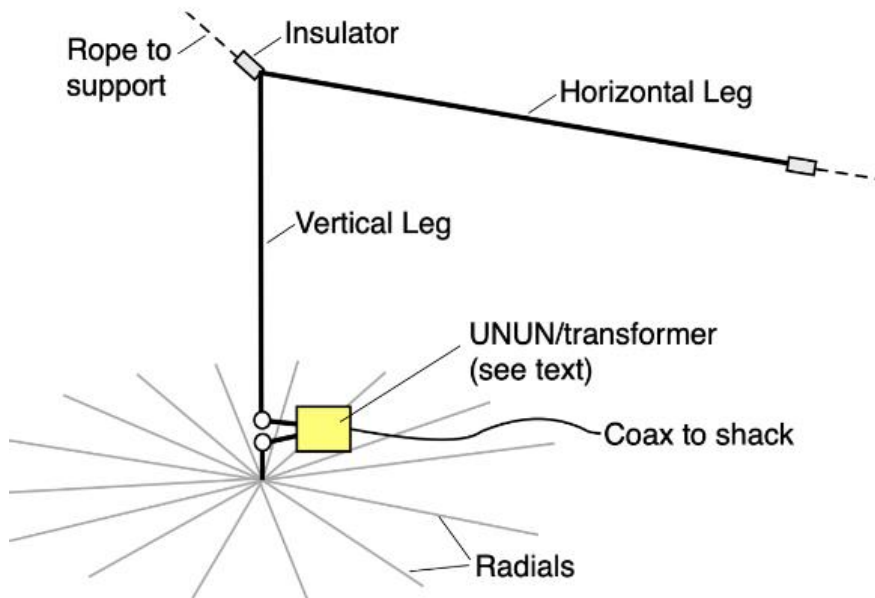 Insulator
Rope to
support
Horizontal Leg
Vertical Leg
UNUN/transformer
(see text)
Coax to shack
Radials